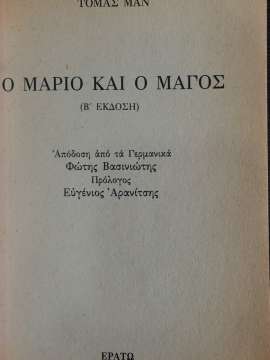 ΤΟΜΑΣ ΜΑΝ
Ο ΜΑΡΙΟ ΚΑΙ Ο ΜΑΓΟΣ
(Β΄ ΕΚΔΟΣΗ)
Ἀπόδοση ἀπό τά Γερμανικά
Φώτης Βασινιώτης
Πρόλογος
Εὐγένιος Ἀρανίτσης
ΕΡΑΤΩ